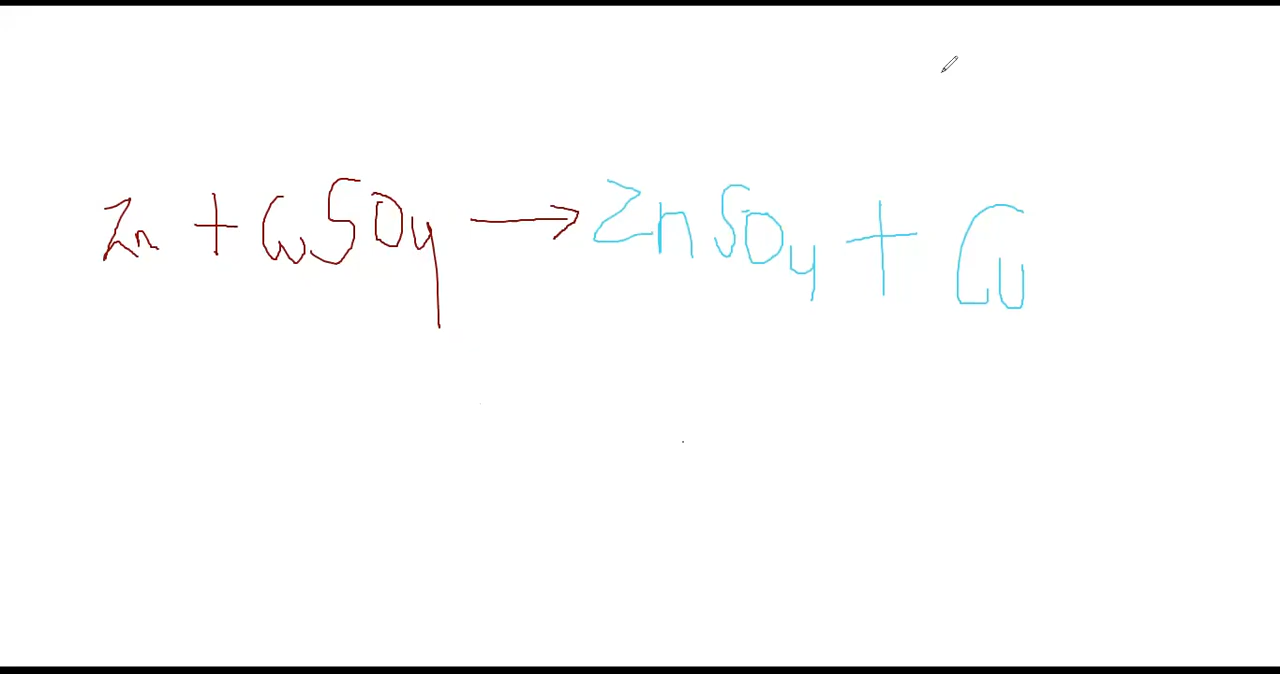 Zn + CuSO4 → ZnSO4 + Cu